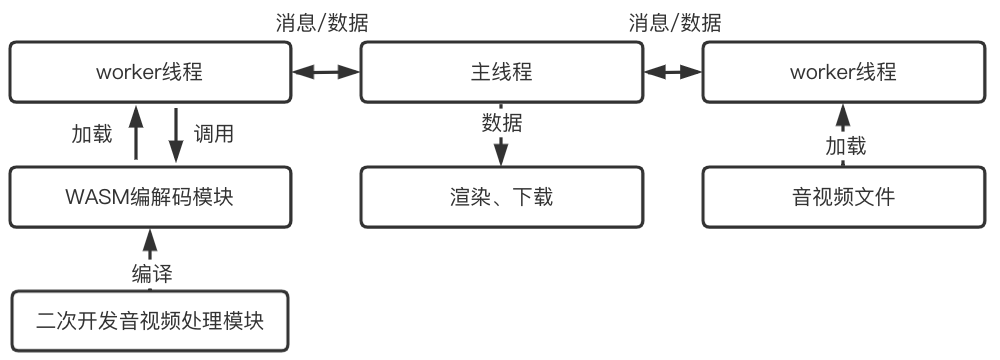 消息/数据
消息/数据
worker线程
主线程
worker线程
加载
调用
数据
加载
WASM编解码模块
渲染、下载
音视频文件
编译
二次开发音视频处理模块